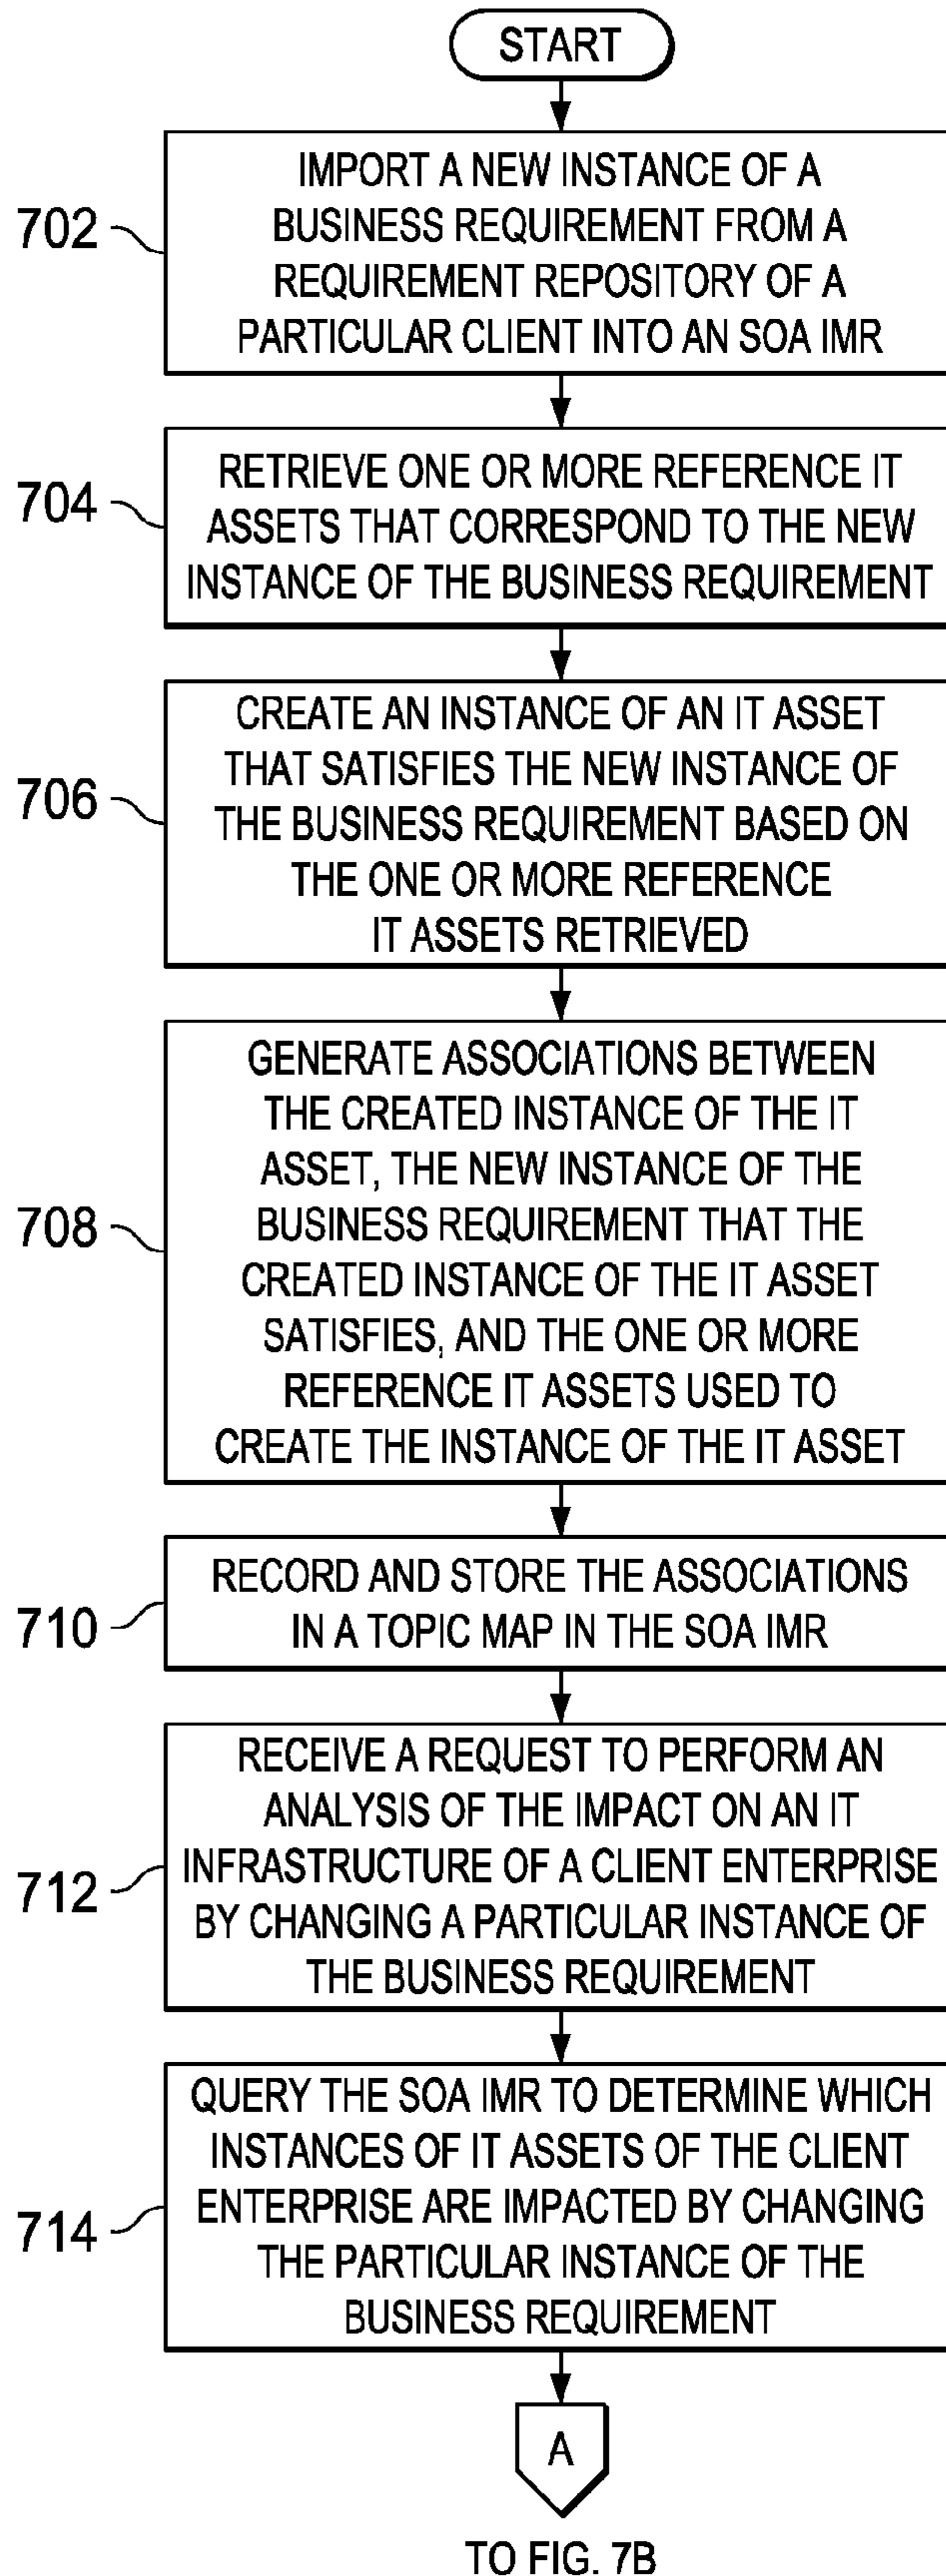 START
702
IMPORT A NEW INSTANCE OF A
BUSINESS REQUIREMENT FROM A
REQUIREMENT REPOSITORY OF A
PARTICULAR CLIENT INTO AN SOA IMR
704
RETRIEVE ONE OR MORE REFERENCE IT
ASSETS THAT CORRESPOND TO THE NEW
INSTANCE OF THE BUSINESS REQUIREMENT
706
CREATE AN INSTANCE OF AN IT ASSET
THAT SATISFIES THE NEW INSTANCE OF
THE BUSINESS REQUIREMENT BASED ON
THE ONE OR MORE REFERENCE
IT ASSETS RETRIEVED
708
GENERATE ASSOCIATIONS BETWEEN
THE CREATED INSTANCE OF THE IT
ASSET, THE NEW INSTANCE OF THE
BUSINESS REQUIREMENT THAT THE
CREATED INSTANCE OF THE IT ASSET
SATISFIES, AND THE ONE OR MORE
REFERENCE IT ASSETS USED TO
CREATE THE INSTANCE OF THE IT ASSET
710
RECORD AND STORE THE ASSOCIATIONS
IN A TOPIC MAP IN THE SOA IMR
712
RECEIVE A REQUEST TO PERFORM AN
ANALYSIS OF THE IMPACT ON AN IT
INFRASTRUCTURE OF A CLIENT ENTERPRISE
BY CHANGING A PARTICULAR INSTANCE OF
THE BUSINESS REQUIREMENT
714
QUERY THE SOA IMR TO DETERMINE WHICH
INSTANCES OF IT ASSETS OF THE CLIENT
ENTERPRISE ARE IMPACTED BY CHANGING
THE PARTICULAR INSTANCE OF THE
BUSINESS REQUIREMENT
A
TO FIG. 7B